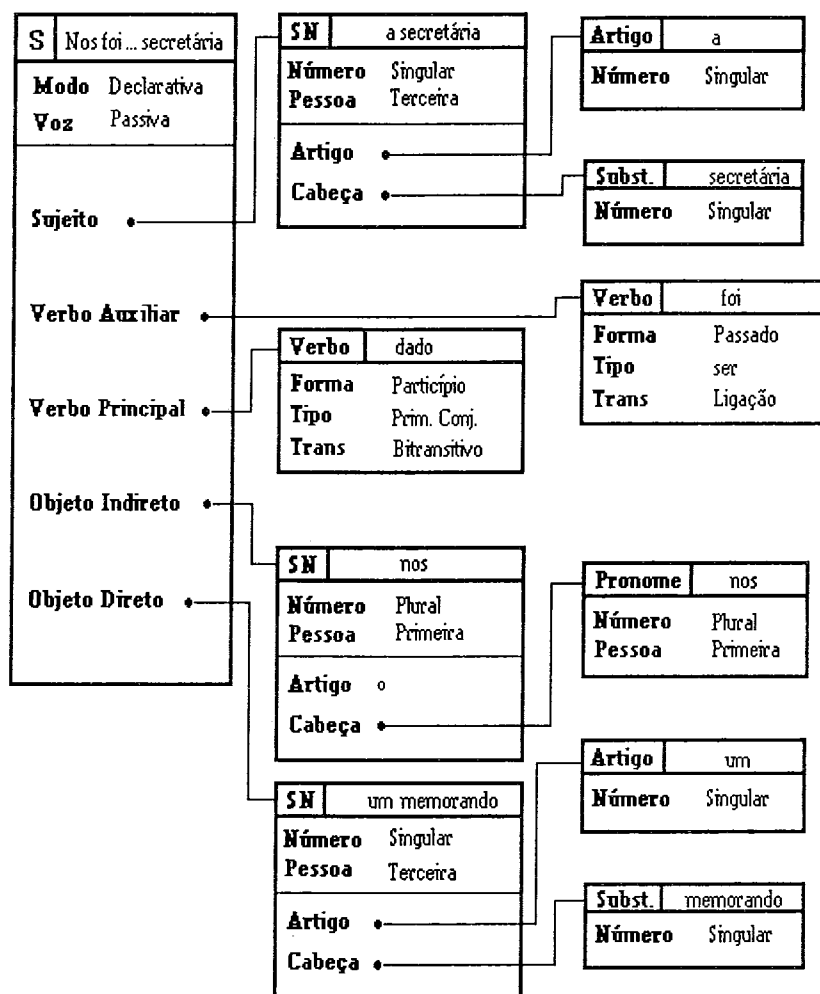 S Nos foi ... secretária
Modo Declarativa
Voz Passiva
Sujeito
Verbo Auxiliar
Verbo Principal
Objeto Indireto
Objeto Direto
SN a secretária
Número Singular
Pessoa Terceira
Artigo
Cabeça
Artigo a
Número Singular
Subst. secretária
Número Singular
Verbo foi
Forma Passado
Tipo ser
Trans Ligação
Verbo dado
Forma Particípio
Tipo Prim. Conj.
Trans Bitransitivo
SN nos
Número Plural
Pessoa Primeira
Artigo o
Cabeça
Pronome nos
Número Plural
Pessoa Primeira
SN um memorando
Número Singular
Pessoa Terceira
Artigo
Cabeça
Artigo um
Número Singular
Subst. memorando
Número Singular